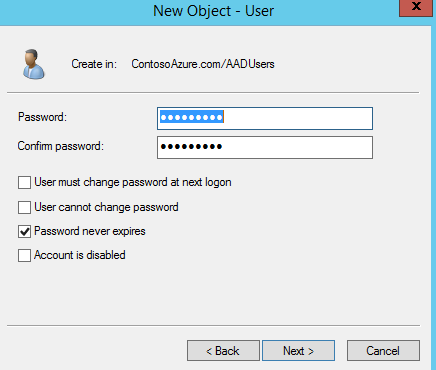 New Object - User
x
Create in: ContosoAzure.com/AADUsers
Password: ●●●●●●●●●
Confirm password: ●●●●●●●●●
User must change password at next logon
User cannot change password
Password never expires
Account is disabled
< Back Next > Cancel